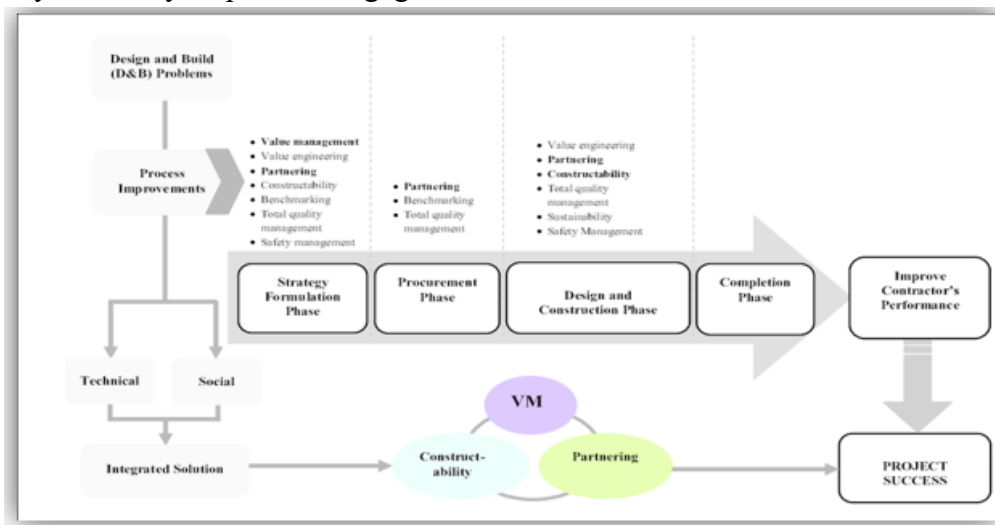 Design and Build
(D&B) Problems
Process
Improvements
• Value management
• Value engineering
• Partnering
• Constructability
• Benchmarking
• Total quality
management
• Safety management
• Partnering
• Benchmarking
• Total quality
management
• Value engineering
• Partnering
• Constructability
• Total quality
management
• Sustainability
• Safety Management
Strategy
Formulation
Phase
Procurement
Phase
Design and
Construction Phase
Completion
Phase
Improve
Contractor's
Performance
Technical
Social
Integrated Solution
VM
Construct-
ability
Partnering
PROJECT
SUCCESS